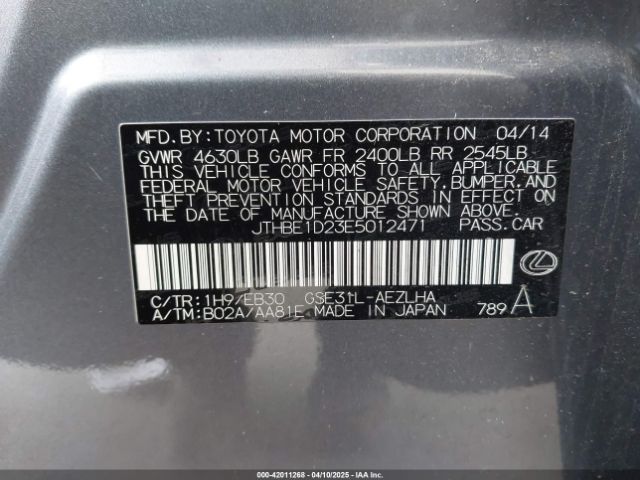 MFD.BY:TOYOTA MOTOR CORPORATION 04/14
GVWR 4630LB GAWR FR 2400LB RR 2545LB
THIS VEHICLE CONFORMS TO ALL APPLICABLE
FEDERAL MOTOR VEHICLE SAFETY,BUMPER,AND
THEFT PREVENTION STANDARDS IN EFFECT ON
THE DATE OF MANUFACTURE SHOWN ABOVE.
JTHBE1D23E5012471 PASS.CAR
C/TR:1H9/EB30 GSE31L-AEZLHA
A/TM:B02A/AA81E MADE IN JAPAN 789 A
000-42011268 - 04/10/2025 - IAA Inc.